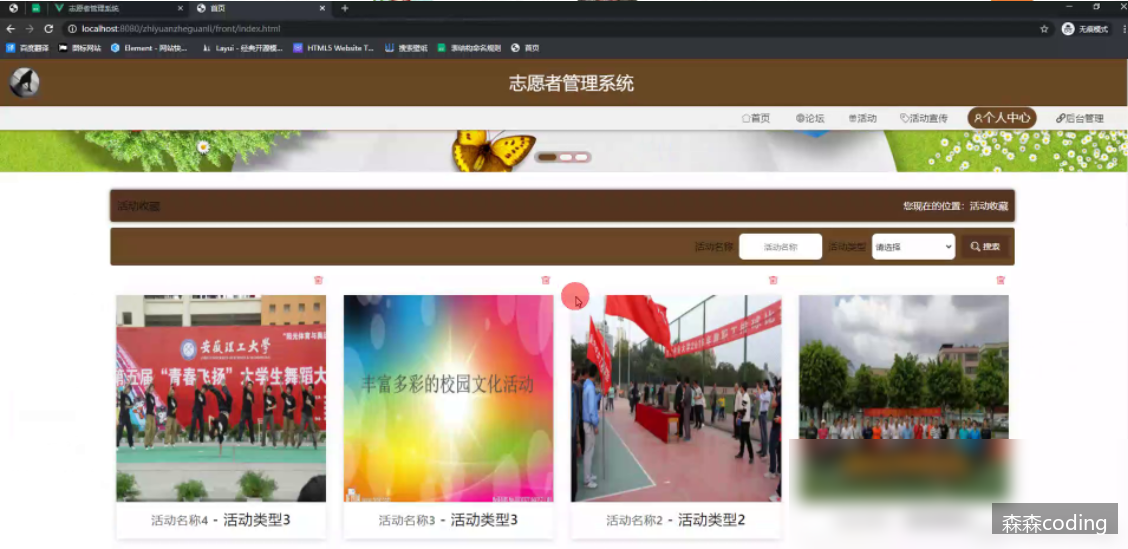 志愿者管理系统
首页
localhost:8080/zhiyuanzheguanli/front/index.html
无痕模式
百度翻译 图标网站 Element - 网站快... Layui - 经典开源模... HTML5 Website T... 搜索壁纸 表结构命名规则 首页
志愿者管理系统
首页 论坛 活动 活动宣传 个人中心 后台管理
活动收藏 您现在的位置：活动收藏
活动名称 活动名称 活动类型 请选择 搜索
安徽理工大学
五届“青春飞扬”大学生舞蹈大
丰富多彩的校园文化活动
活动名称4 - 活动类型3
活动名称3 - 活动类型3
活动名称2 - 活动类型2
森森coding